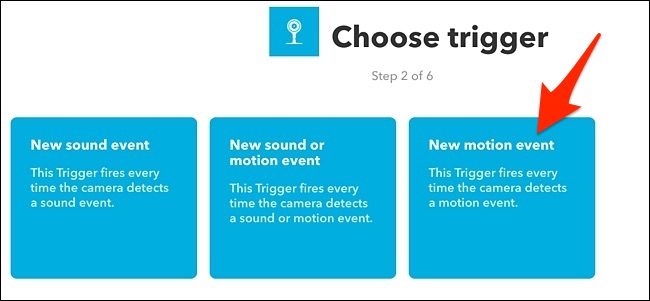 Choose trigger
Step 2 of 6
New sound event
This Trigger fires every
time the camera detects
a sound event.
New sound or
motion event
This Trigger fires every
time the camera detects
a sound or motion event.
New motion event
This Trigger fires every
time the camera detects
a motion event.